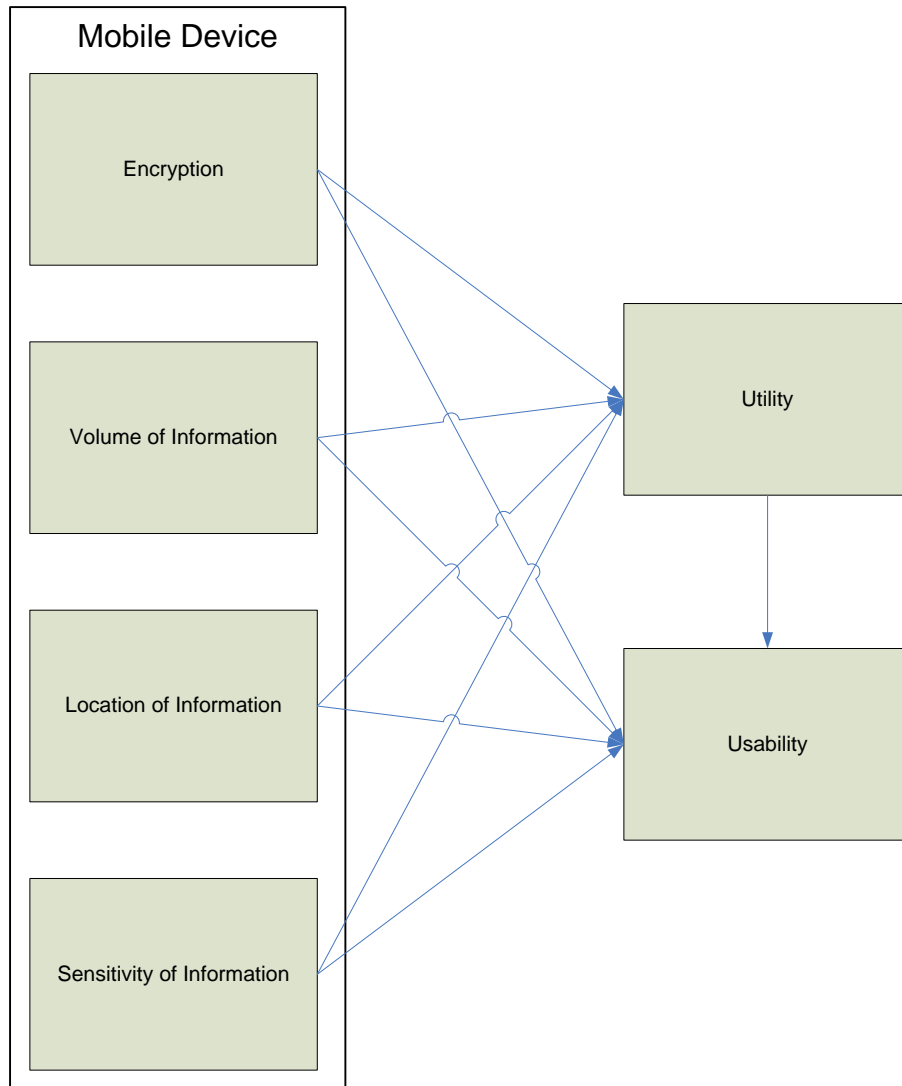 Mobile Device
Encryption
Volume of Information
Location of Information
Sensitivity of Information
Utility
Usability